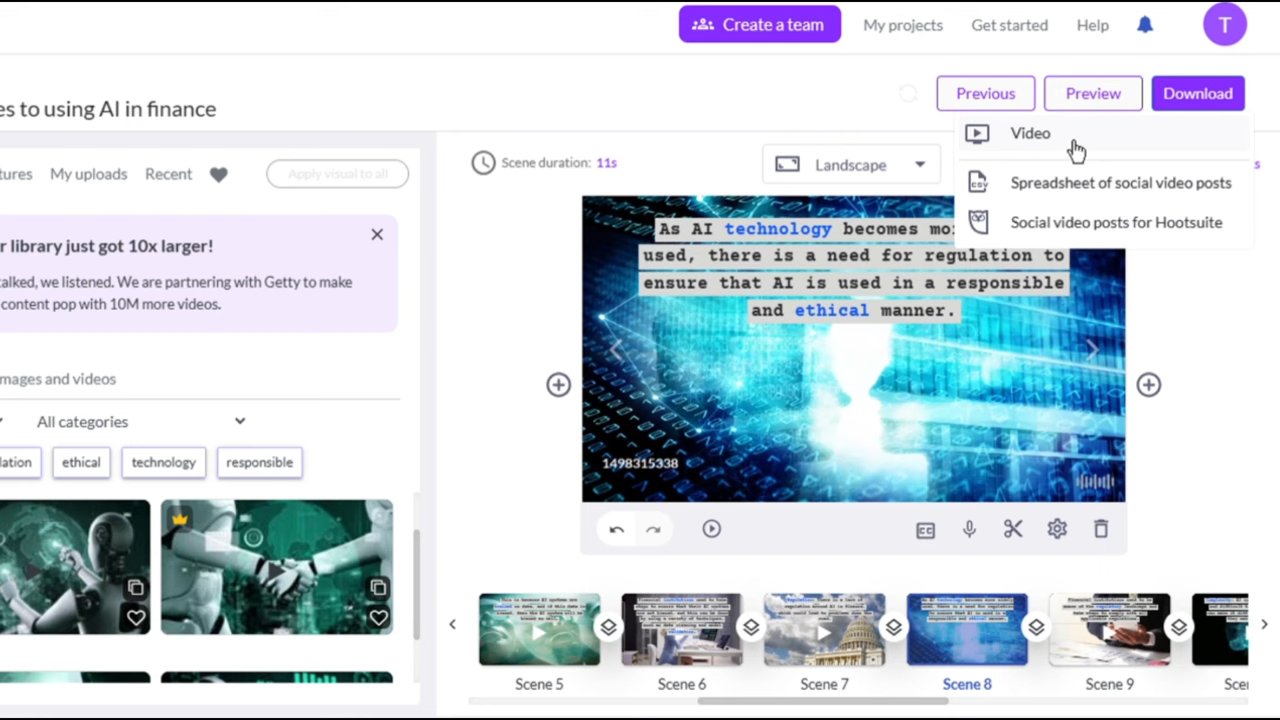 Create a team
My projects
Get started
Help
T
es to using AI in finance
Previous
Preview
Download
Video
Spreadsheet of social video posts
Social video posts for Hootsuite
tures
My uploads
Recent
Apply visual to all
r library just got 10x larger!
talked, we listened. We are partnering with Getty to make
content pop with 10M more videos.
mages and videos
All categories
lation
ethical
technology
responsible
Scene duration: 11s
Landscape
s
As AI technology becomes mo
used, there is a need for regulation to
ensure that AI is used in a responsible
and ethical manner.
1498315338
CC
CSV
Scene 5
Scene 6
Scene 7
Scene 8
Scene 9
Scen